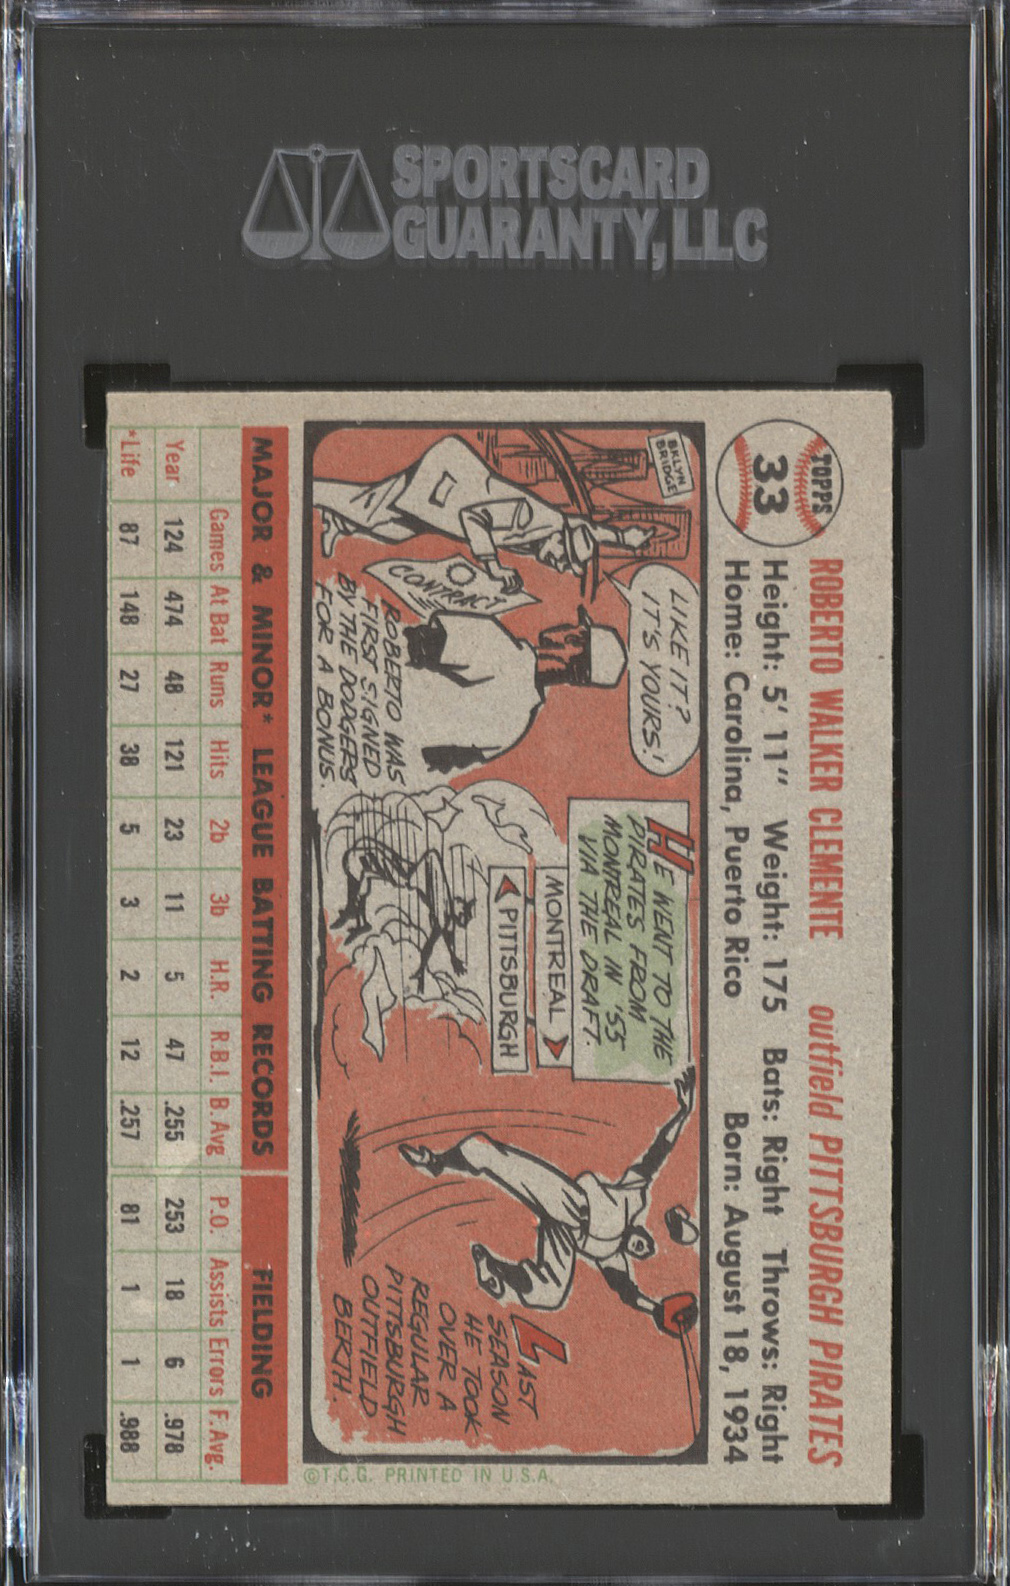 SPORTSCARD
GUARANTY, LLC
TOPPS
33
ROBERTO WALKER CLEMENTE outfield PITTSBURGH PIRATES
Height: 5' 11" Weight: 175 Bats: Right Throws: Right
Home: Carolina, Puerto Rico Born: August 18, 1934
BKLYN
BRIDGE
LIKE IT?
IT'S YOURS!
CONTRACT
ROBERTO WAS
FIRST SIGNED
BY THE DODGERS
FOR A BONUS.
HE WENT TO THE
PIRATES FROM
MONTREAL IN '55
VIA THE DRAFT.
MONTREAL
PITTSBURGH
LAST
SEASON
HE TOOK
OVER A
REGULAR
PITTSBURGH
OUTFIELD
BERTH.
©T.C.G. PRINTED IN U.S.A.
MAJOR & MINOR* LEAGUE BATTING RECORDS FIELDING
Games At Bat Runs Hits 2b 3b H.R. R.B.I. B. Avg P.O. Assists Errors F. Avg.
Year 124 474 48 121 23 11 5 47 .255 253 18 6 .978
*Life 87 148 27 38 5 3 2 12 .257 81 1 1 .988